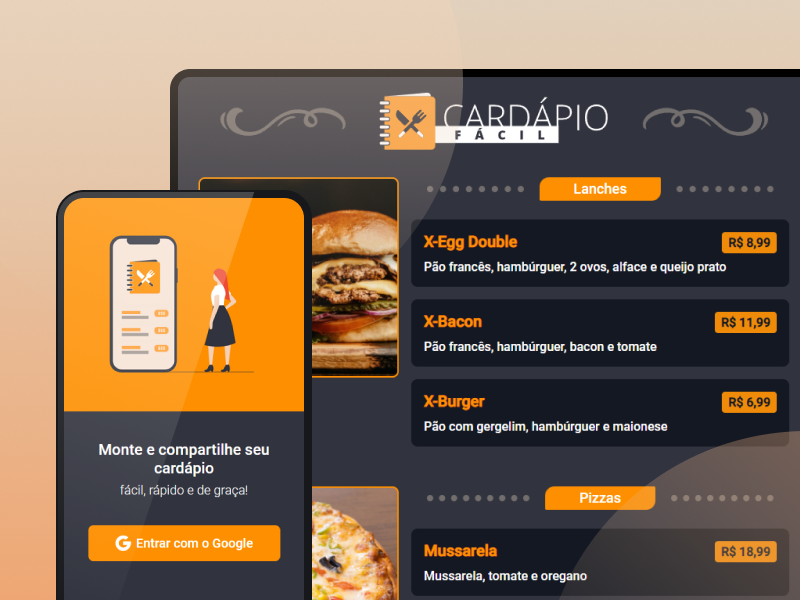 CARDÁPIO
FÁCIL
Lanches
X-Egg Double
R$ 8,99
Pão francês, hambúrguer, 2 ovos, alface e queijo prato
X-Bacon
R$ 11,99
Pão francês, hambúrguer, bacon e tomate
X-Burger
R$ 6,99
Pão com gergelim, hambúrguer e maionese
Pizzas
Mussarela
R$ 18,99
Mussarela, tomate e oregano
Monte e compartilhe seu
cardápio
fácil, rápido e de graça!
G Entrar com o Google